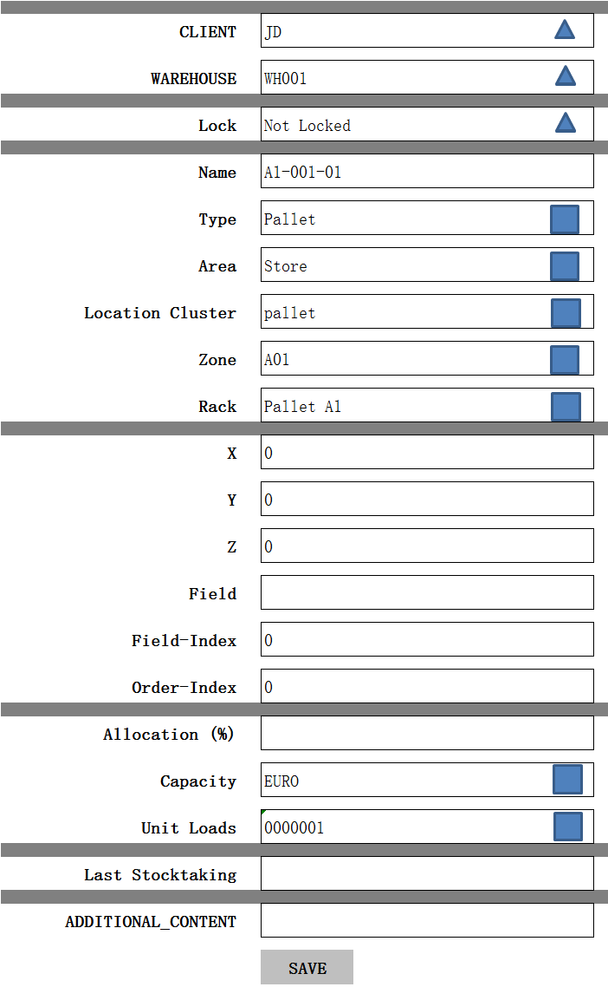 CLIENT JD
WAREHOUSE WH001
Lock Not Locked
Name A1-001-01
Type Pallet
Area Store
Location Cluster pallet
Zone A01
Rack Pallet A1
X 0
Y 0
Z 0
Field
Field-Index 0
Order-Index 0
Allocation (%)
Capacity EURO
Unit Loads 0000001
Last Stocktaking
ADDITIONAL_CONTENT
SAVE